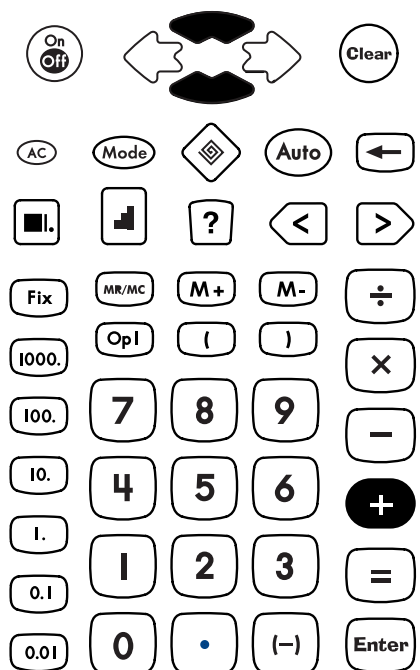 On
Off
Clear
AC
Mode
Auto
←
?
<
>
Fix
MR/MC
M+
M-
÷
1000.
Op1
(
)
×
100.
7
8
9
−
10.
4
5
6
+
1.
1
2
3
=
0.1
0.01
0
.
(−)
Enter